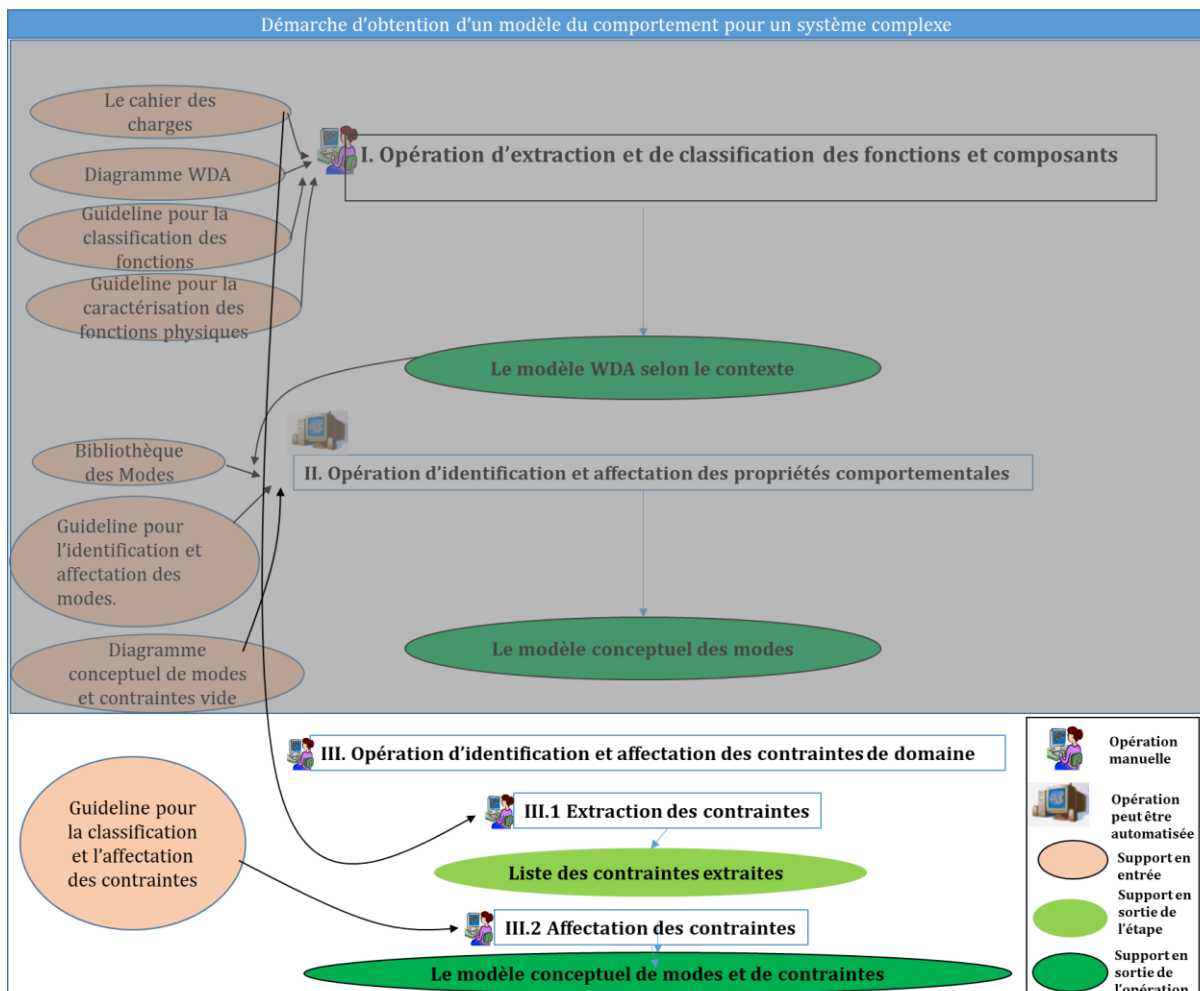 Démarche d’obtention d’un modèle du comportement pour un système complexe
Le cahier des
charges
I. Opération d’extraction et de classification des fonctions et composants
Diagramme WDA
Guideline pour la
classification des
fonctions
Guideline pour la
caractérisation des
fonctions physiques
Le modèle WDA selon le contexte
Bibliothèque
des Modes
II. Opération d’identification et affectation des propriétés comportementales
Guideline pour
l’identification et
affectation des
modes.
Diagramme
conceptuel de modes
et contraintes vide
Le modèle conceptuel des modes
III. Opération d’identification et affectation des contraintes de domaine
Guideline pour
la classification
et l’affectation
des contraintes
III.1 Extraction des contraintes
Liste des contraintes extraites
III.2 Affectation des contraintes
Le modèle conceptuel de modes et de contraintes
Opération
manuelle
Opération
peut être
automatisée
Support en
entrée
Support en
sortie de
l’étape
Support en
sortie de
l’opération